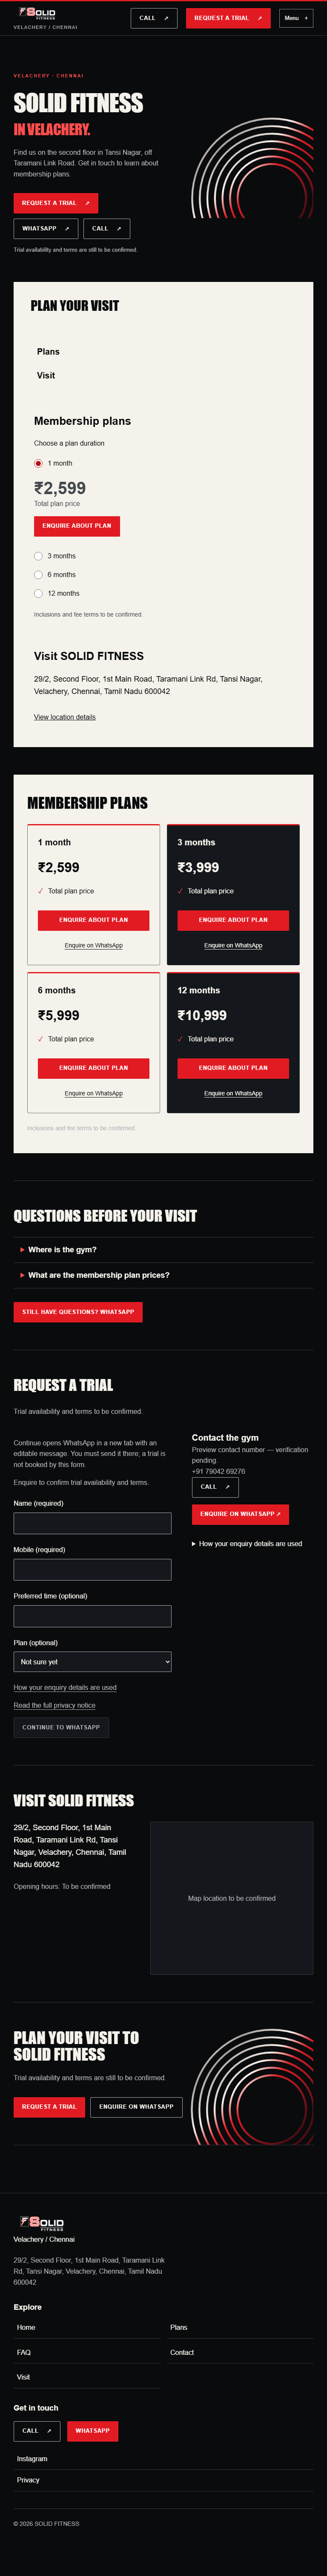 SOLID
FITNESS
VELACHERY / CHENNAI
CALL ↗
REQUEST A TRIAL ↗
Menu +
VELACHERY · CHENNAI
SOLID FITNESS
IN VELACHERY.
Find us on the second floor in Tansi Nagar, off
Taramani Link Road. Get in touch to learn about
membership plans.
REQUEST A TRIAL ↗
WHATSAPP ↗
CALL ↗
Trial availability and terms are still to be confirmed.
PLAN YOUR VISIT
Plans
Visit
Membership plans
Choose a plan duration
1 month
₹2,599
Total plan price
ENQUIRE ABOUT PLAN
3 months
6 months
12 months
Inclusions and fee terms to be confirmed.
Visit SOLID FITNESS
29/2, Second Floor, 1st Main Road, Taramani Link Rd, Tansi Nagar,
Velachery, Chennai, Tamil Nadu 600042
View location details
MEMBERSHIP PLANS
1 month
₹2,599
✓ Total plan price
ENQUIRE ABOUT PLAN
Enquire on WhatsApp
3 months
₹3,999
✓ Total plan price
ENQUIRE ABOUT PLAN
Enquire on WhatsApp
6 months
₹5,999
✓ Total plan price
ENQUIRE ABOUT PLAN
Enquire on WhatsApp
12 months
₹10,999
✓ Total plan price
ENQUIRE ABOUT PLAN
Enquire on WhatsApp
Inclusions and fee terms to be confirmed.
QUESTIONS BEFORE YOUR VISIT
Where is the gym?
What are the membership plan prices?
STILL HAVE QUESTIONS? WHATSAPP
REQUEST A TRIAL
Trial availability and terms to be confirmed.
Continue opens WhatsApp in a new tab with an
editable message. You must send it there; a trial is
not booked by this form.
Enquire to confirm trial availability and terms.
Name (required)
Mobile (required)
Preferred time (optional)
Plan (optional)
Not sure yet
How your enquiry details are used
Read the full privacy notice
CONTINUE TO WHATSAPP
Contact the gym
Preview contact number — verification
pending.
+91 79042 69276
CALL ↗
ENQUIRE ON WHATSAPP ↗
How your enquiry details are used
VISIT SOLID FITNESS
29/2, Second Floor, 1st Main
Road, Taramani Link Rd, Tansi
Nagar, Velachery, Chennai, Tamil
Nadu 600042
Opening hours: To be confirmed
Map location to be confirmed
PLAN YOUR VISIT TO
SOLID FITNESS
Trial availability and terms are still to be confirmed.
REQUEST A TRIAL
ENQUIRE ON WHATSAPP
SOLID
FITNESS
Velachery / Chennai
29/2, Second Floor, 1st Main Road, Taramani Link
Rd, Tansi Nagar, Velachery, Chennai, Tamil Nadu
600042
Explore
Home
Plans
FAQ
Contact
Visit
Get in touch
CALL ↗
WHATSAPP
Instagram
Privacy
© 2026 SOLID FITNESS